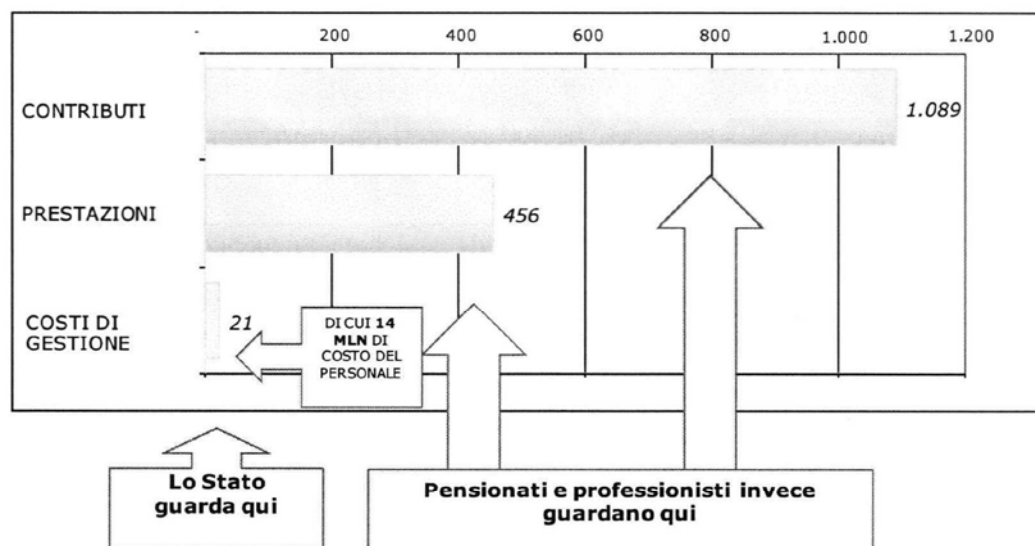 - 200 400 600 800 1.000 1.200
CONTRIBUTI 1.089
PRESTAZIONI 456
COSTI DI
GESTIONE
21
DI CUI 14
MLN DI
COSTO DEL
PERSONALE
Lo Stato
guarda qui
Pensionati e professionisti invece
guardano qui